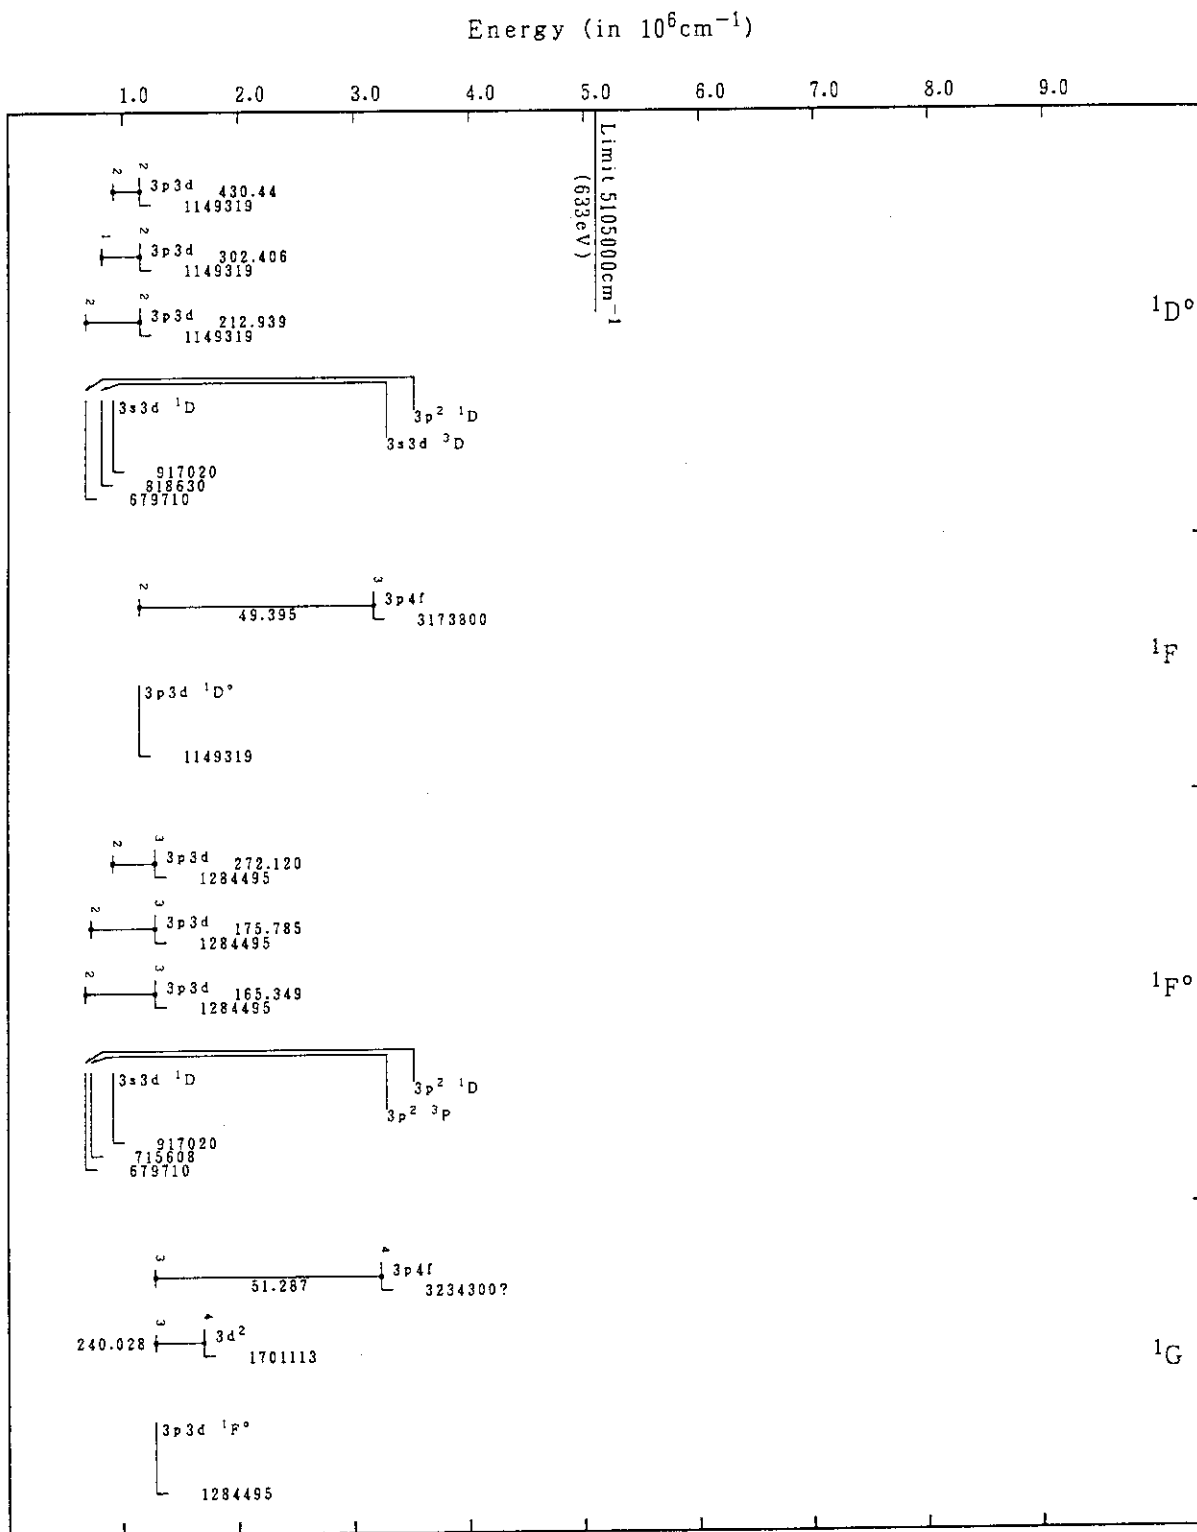 Energy (in 10⁶cm⁻¹)
1.0 2.0 3.0 4.0 5.0 6.0 7.0 8.0 9.0
Limit 5105000cm⁻¹
(633eV)
2 2 3p3d 430.44
1149319
1 2 3p3d 302.406
1149319
2 2 3p3d 212.939
1149319
¹D°
3s3d ¹D
3p² ¹D
3s3d ³D
917020
818630
679710
2 3 3p4f
49.395 3173800
¹F
3p3d ¹D°
1149319
2 3 3p3d 272.120
1284495
2 3 3p3d 175.785
1284495
2 3 3p3d 165.349
1284495
¹F°
3s3d ¹D
3p² ¹D
3p² ³P
917020
715608
679710
3 4 3p4f
51.287 3234300?
3 4 3d²
240.028 1701113
¹G
3p3d ¹F°
1284495